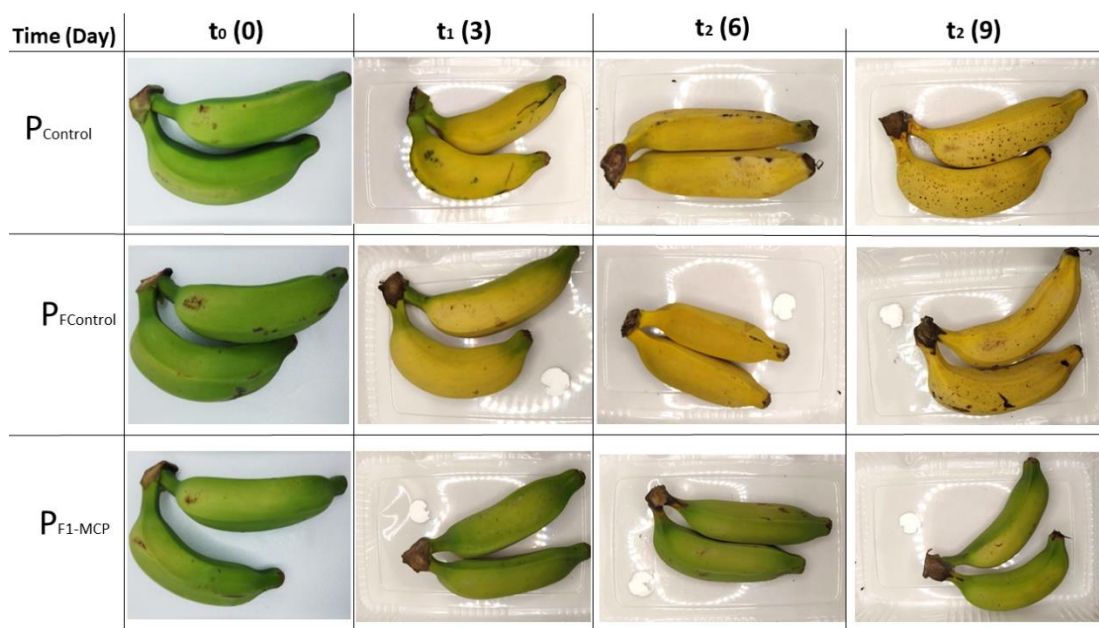 Time (Day) t₀ (0) t₁ (3) t₂ (6) t₂ (9)
PControl
PFControl
PF1-MCP